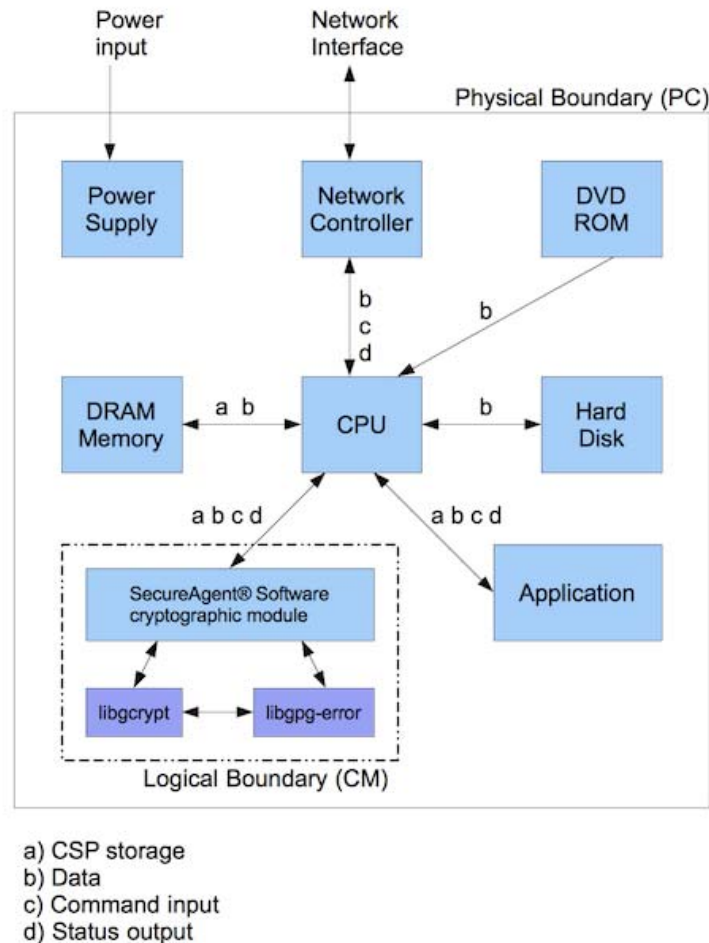 Power
input
Network
Interface
Physical Boundary (PC)
Power
Supply
Network
Controller
DVD
ROM
b
c
d
b
DRAM
Memory
a b
CPU
b
Hard
Disk
a b c d
a b c d
SecureAgent® Software
cryptographic module
Application
libgcrypt
libgpg-error
Logical Boundary (CM)
a) CSP storage
b) Data
c) Command input
d) Status output